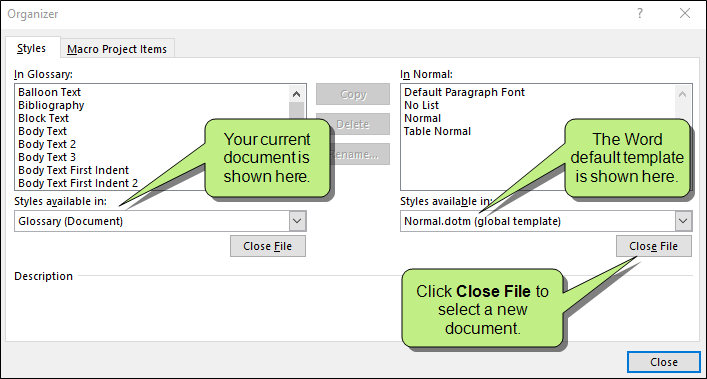 Organizer
?
Styles
Macro Project Items
In Glossary:
Balloon Text
Bibliography
Block Text
Body Text
Body Text 2
Body Text 3
Body Text First Indent
Body Text First Indent 2
Styles available in:
Glossary (Document)
Close File
Copy
Delete
Rename...
In Normal:
Default Paragraph Font
No List
Normal
Table Normal
Styles available in:
Normal.dotm (global template)
Close File
Your current
document is
shown here.
The Word
default template
is shown here.
Description
Click Close File to
select a new
document.
Close